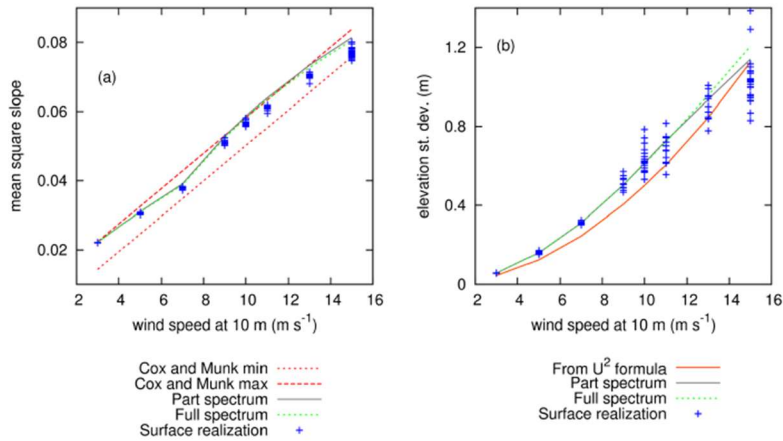 (a)
mean square slope
0.08
0.06
0.04
0.02
2 4 6 8 10 12 14 16
wind speed at 10 m (m s⁻¹)
Cox and Munk min
Cox and Munk max
Part spectrum
Full spectrum
Surface realization
(b)
elevation st. dev. (m)
1.2
0.8
0.4
0
2 4 6 8 10 12 14 16
wind speed at 10 m (m s⁻¹)
From U² formula
Part spectrum
Full spectrum
Surface realization